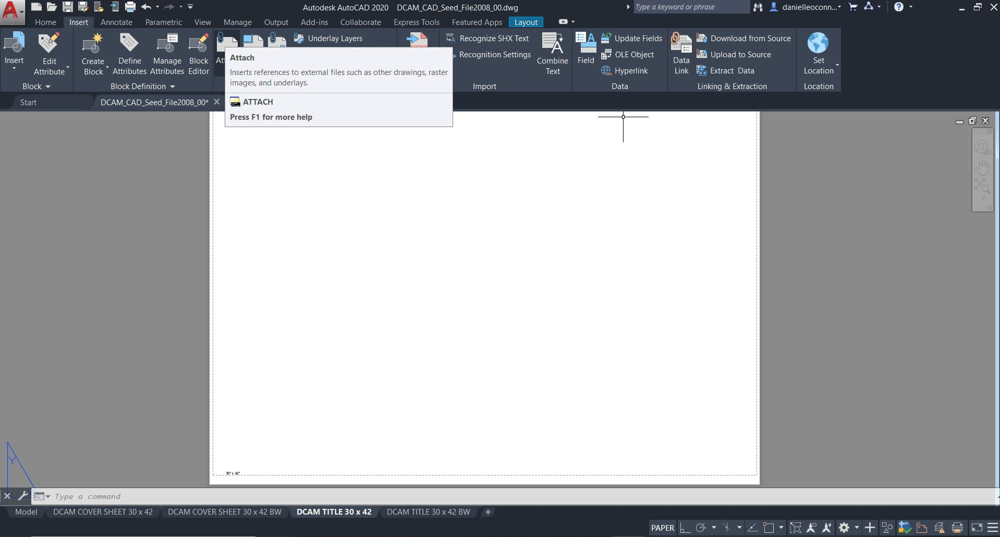 Autodesk AutoCAD 2020 DCAM_CAD_Seed_File2008_00.dwg
Type a keyword or phrase
danielleoconn...
Home Insert Annotate Parametric View Manage Output Add-ins Collaborate Express Tools Featured Apps Layout
Insert
Edit
Attribute
Block
Create
Block
Define
Attributes
Manage
Attributes
Block
Editor
Block Definition
Underlay Layers
PDF
Recognize SHX Text
Recognition Settings
Combine
Text
Import
Field
Update Fields
OLE Object
Hyperlink
Data
Data
Link
Download from Source
Upload to Source
Extract Data
Linking & Extraction
Set
Location
Location
Attach
Inserts references to external files such as other drawings, raster
images, and underlays.
ATTACH
Press F1 for more help
Start DCAM_CAD_Seed_File2008_00*
2D
Y
30" x 42"
Type a command
Model DCAM COVER SHEET 30 x 42 DCAM COVER SHEET 30 x 42 BW DCAM TITLE 30 x 42 DCAM TITLE 30 x 42 BW
PAPER